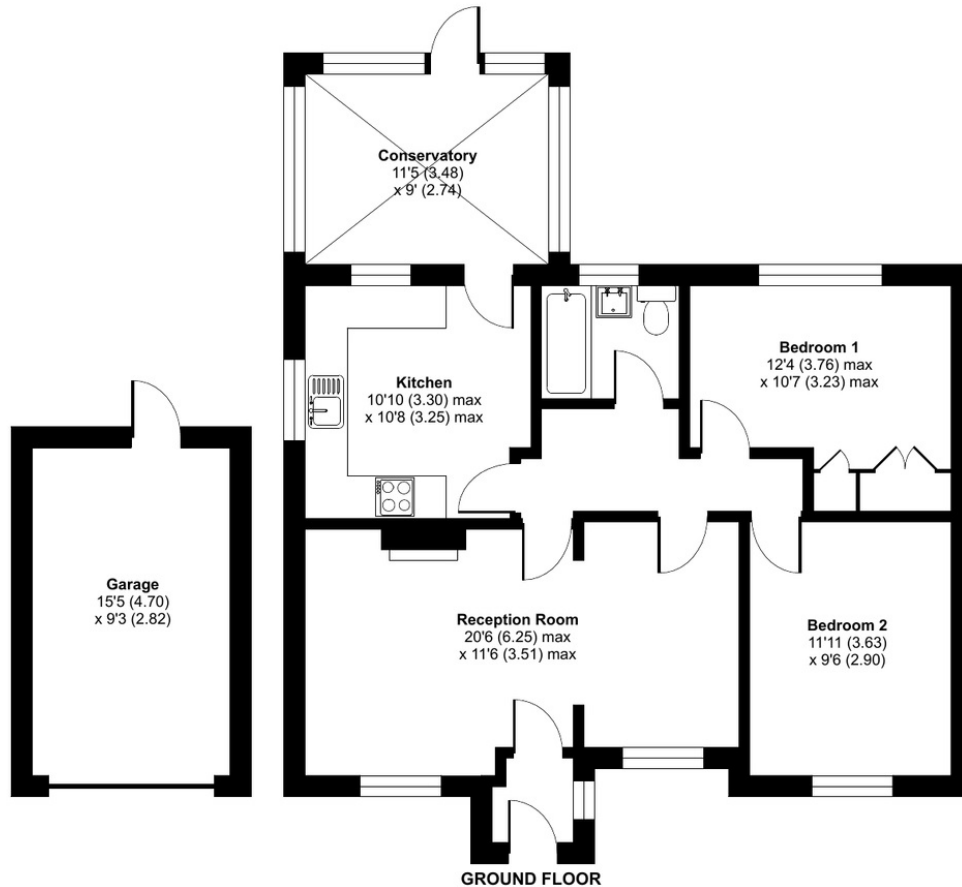 Conservatory
11'5 (3.48)
x 9' (2.74)
Kitchen
10'10 (3.30) max
x 10'8 (3.25) max
Bedroom 1
12'4 (3.76) max
x 10'7 (3.23) max
Garage
15'5 (4.70)
x 9'3 (2.82)
Reception Room
20'6 (6.25) max
x 11'6 (3.51) max
Bedroom 2
11'11 (3.63)
x 9'6 (2.90)
GROUND FLOOR